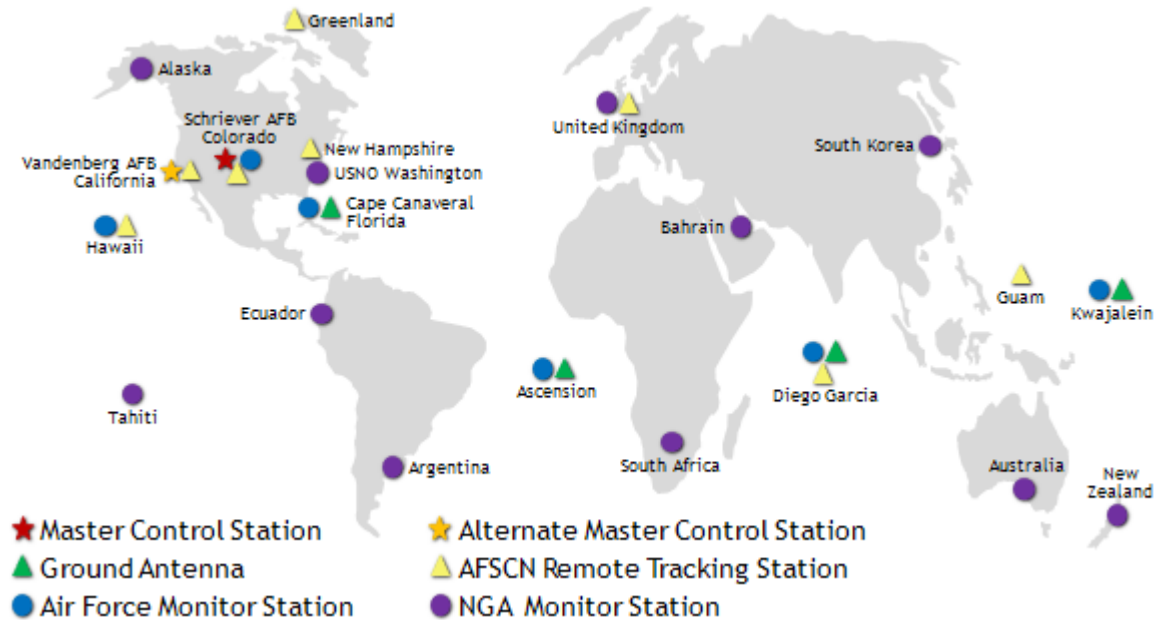 Greenland
Alaska
Schriever AFB
Colorado
United Kingdom
New Hampshire
South Korea
Vandenberg AFB
California
USNO Washington
Cape Canaveral
Florida
Bahrain
Hawaii
Guam
Kwajalein
Ecuador
Ascension
Diego Garcia
Tahiti
Argentina
South Africa
Australia
New
Zealand
Master Control Station
Alternate Master Control Station
Ground Antenna
AFSCN Remote Tracking Station
Air Force Monitor Station
NGA Monitor Station